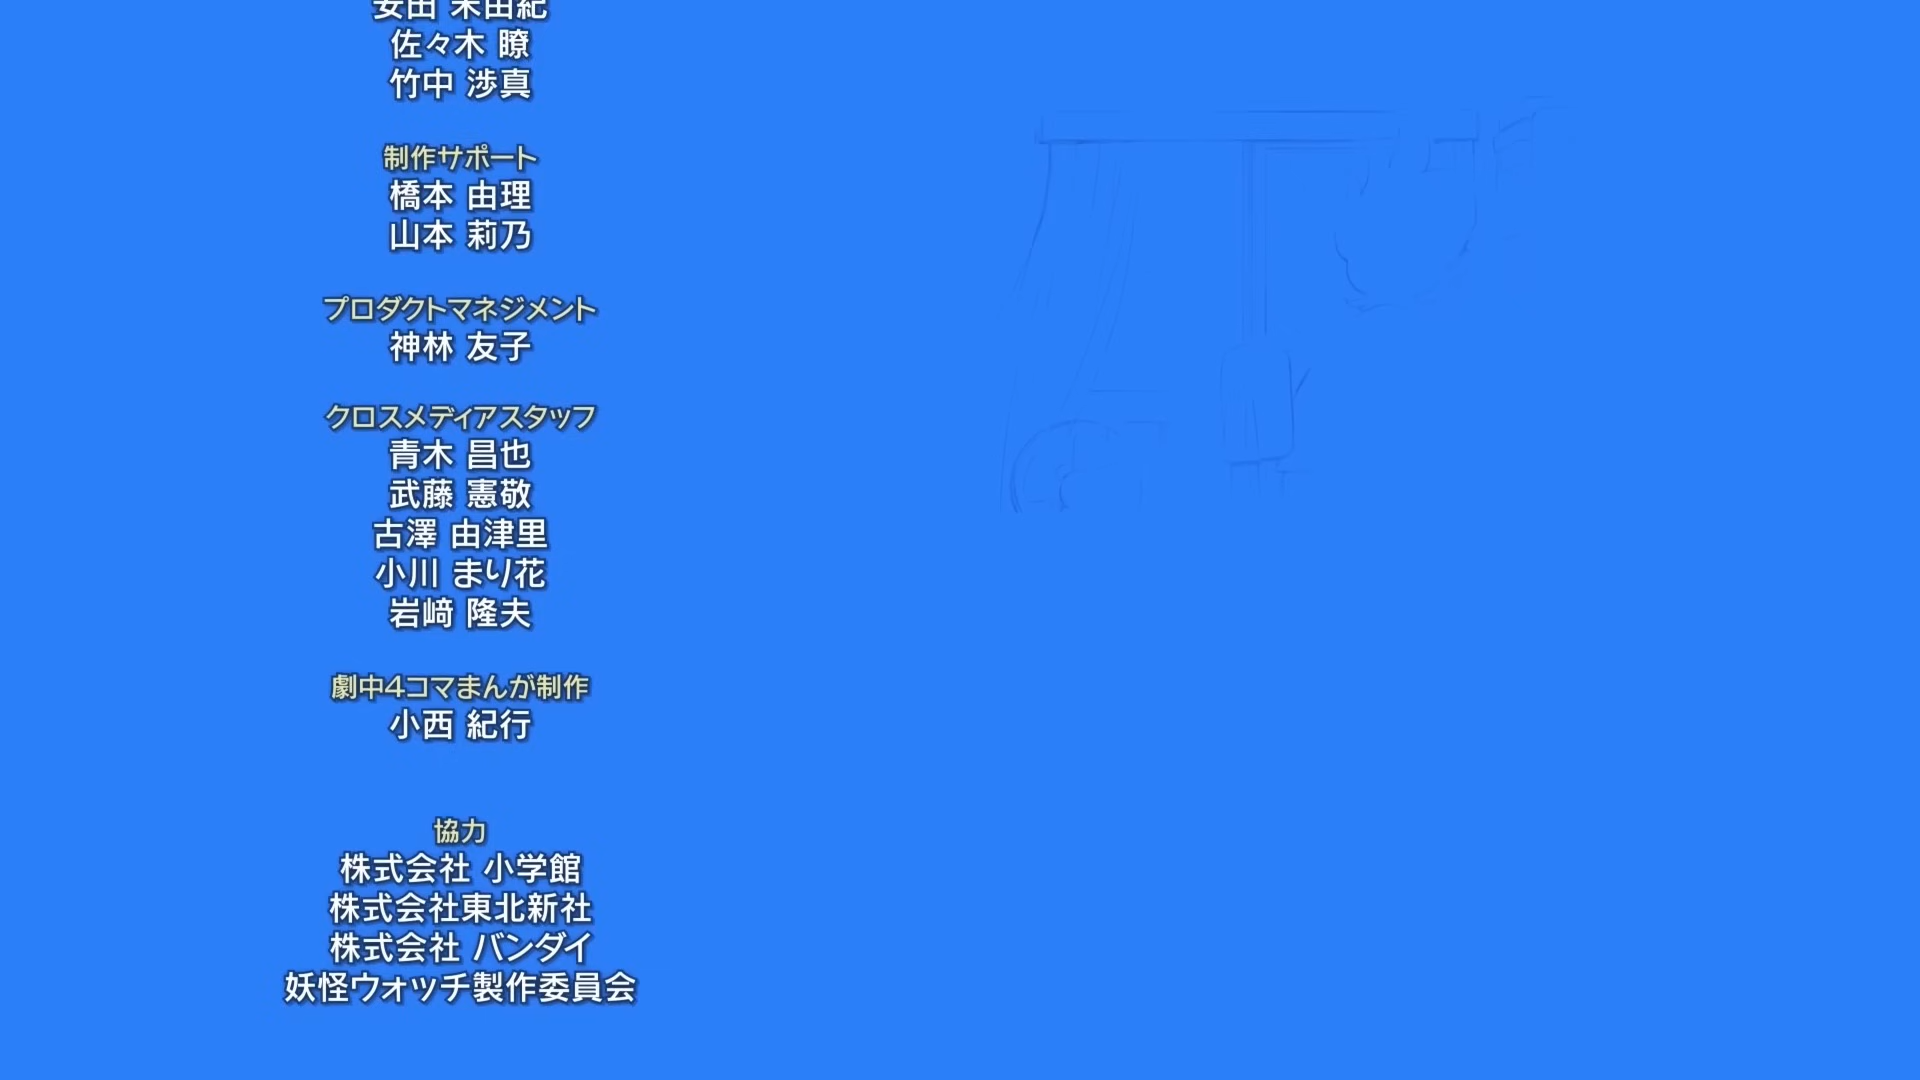 安田 未由紀
佐々木 瞭
竹中 渉真
制作サポート
橋本 由理
山本 莉乃
プロダクトマネジメント
神林 友子
クロスメディアスタッフ
青木 昌也
武藤 憲敬
古澤 由津里
小川 まり花
岩﨑 隆夫
劇中4コマまんが制作
小西 紀行
協力
株式会社 小学館
株式会社東北新社
株式会社 バンダイ
妖怪ウォッチ製作委員会